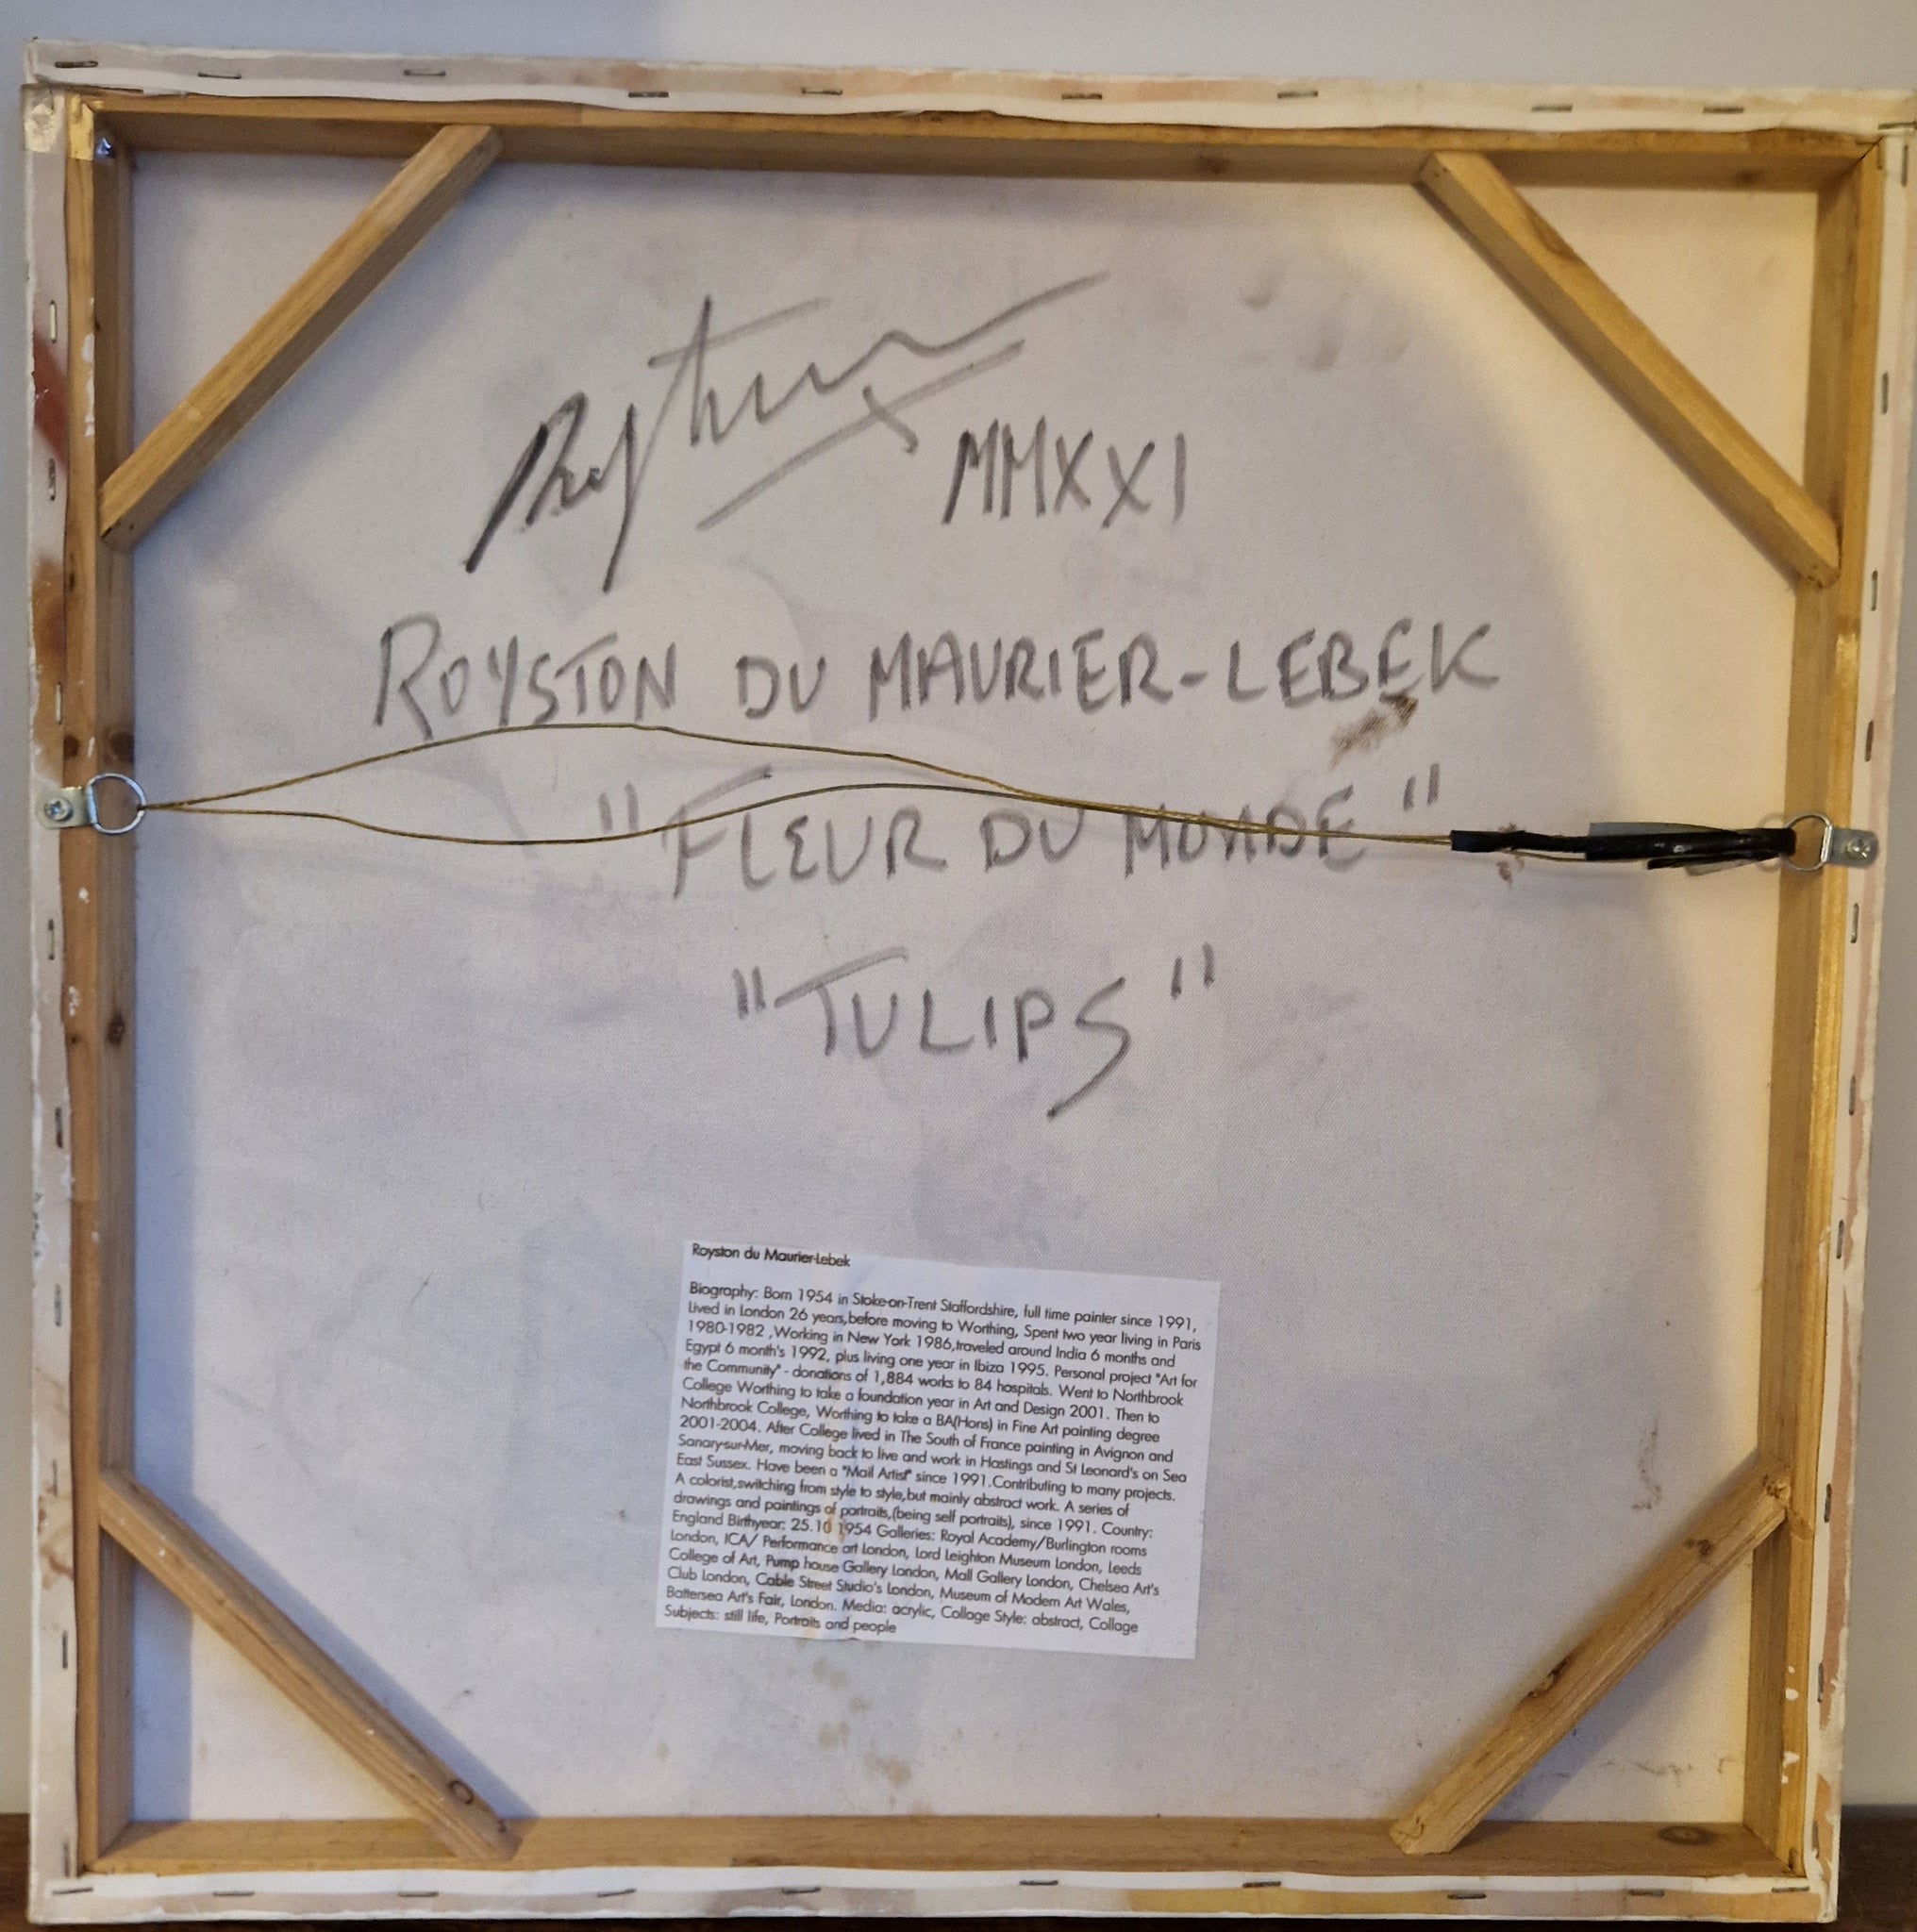 Royston MMXXI
ROYSTON DU MAURIER-LEBEK
"FLEUR DU MONDE"
"TULIPS"
Royston du Maurier-Lebek
Biography: Born 1954 in Stoke-on-Trent Staffordshire, full time painter since 1991,
Lived in London 26 years,before moving to Worthing, Spent two year living in Paris
1980-1982 ,Working in New York 1986,traveled around India 6 months and
Egypt 6 month's 1992, plus living one year in Ibiza 1995. Personal project "Art for
the Community" - donations of 1,884 works to 84 hospitals. Went to Northbrook
College Worthing to take a foundation year in Art and Design 2001. Then to
Northbrook College, Worthing to take a BA(Hons) in Fine Art painting degree
2001-2004. After College lived in The South of France painting in Avignon and
Sanary-sur-Mer, moving back to live and work in Hastings and St Leonard's on Sea
East Sussex. Have been a "Mail Artist" since 1991.Contributing to many projects.
A colorist,switching from style to style,but mainly abstract work. A series of
drawings and paintings of portraits,(being self portraits), since 1991. Country:
England Birthyear: 25.10 1954 Galleries: Royal Academy/Burlington rooms
London, ICA/ Performance art London, Lord Leighton Museum London, Leeds
College of Art, Pump house Gallery London, Mall Gallery London, Chelsea Art's
Club London, Cable Street Studio's London, Museum of Modern Art Wales,
Battersea Art's Fair, London. Media: acrylic, Collage Style: abstract, Collage
Subjects: still life, Portraits and people